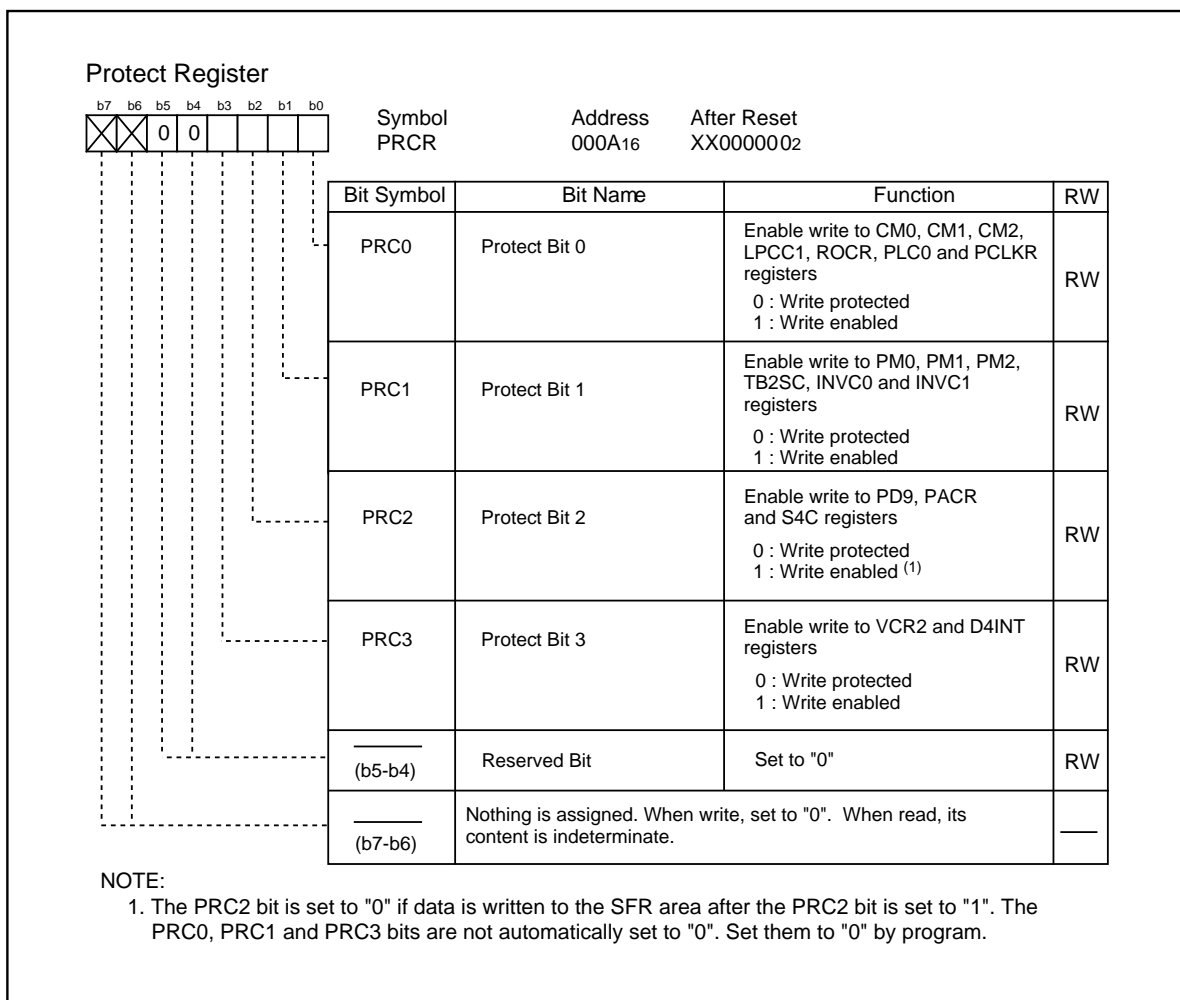 Protect Register
b7 b6 b5 b4 b3 b2 b1 b0
0 0
Symbol Address After Reset
PRCR 000A16 XX0000002
Bit Symbol Bit Name Function RW
PRC0 Protect Bit 0 Enable write to CM0, CM1, CM2,
LPCC1, ROCR, PLC0 and PCLKR
registers
0 : Write protected
1 : Write enabled
RW
PRC1 Protect Bit 1 Enable write to PM0, PM1, PM2,
TB2SC, INVC0 and INVC1
registers
0 : Write protected
1 : Write enabled
RW
PRC2 Protect Bit 2 Enable write to PD9, PACR
and S4C registers
0 : Write protected
1 : Write enabled (1)
RW
PRC3 Protect Bit 3 Enable write to VCR2 and D4INT
registers
0 : Write protected
1 : Write enabled
RW
(b5-b4) Reserved Bit Set to "0" RW
(b7-b6) Nothing is assigned. When write, set to "0". When read, its
content is indeterminate.
NOTE:
1. The PRC2 bit is set to "0" if data is written to the SFR area after the PRC2 bit is set to "1". The
PRC0, PRC1 and PRC3 bits are not automatically set to "0". Set them to "0" by program.